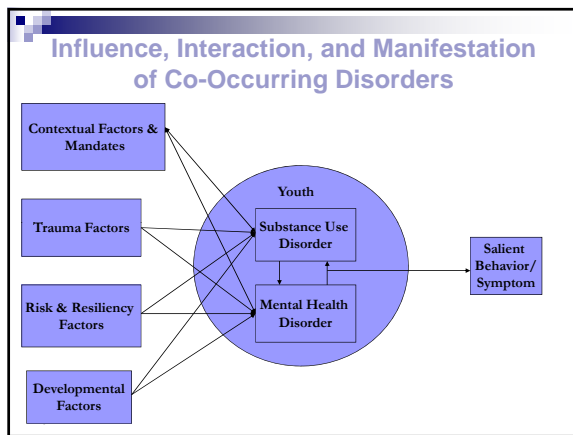 Influence, Interaction, and Manifestation
of Co-Occurring Disorders
Contextual Factors &
Mandates
Youth
Trauma Factors
Substance Use
Disorder
Salient
Behavior/
Symptom
Risk & Resiliency
Factors
Mental Health
Disorder
Developmental
Factors